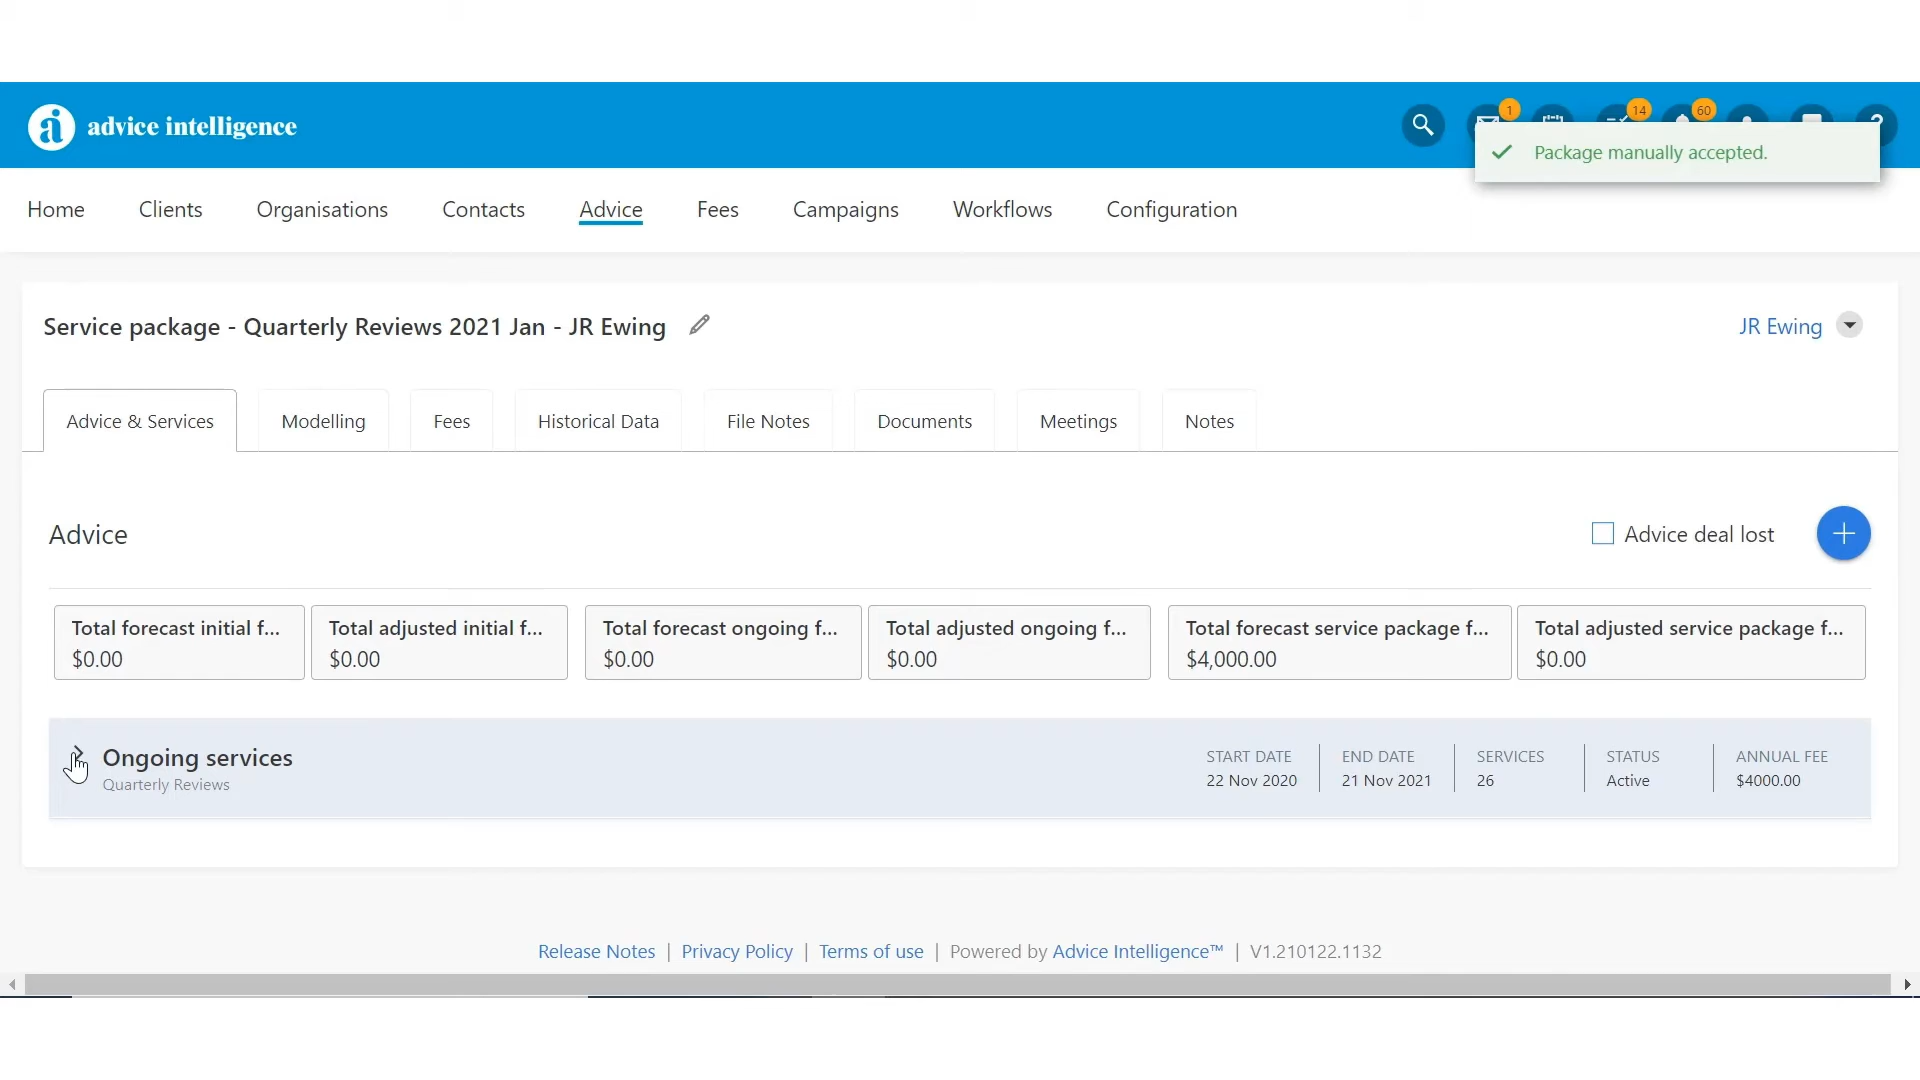 advice intelligence
1
14
60
?
Package manually accepted.
Home
Clients
Organisations
Contacts
Advice
Fees
Campaigns
Workflows
Configuration
Service package - Quarterly Reviews 2021 Jan - JR Ewing
JR Ewing
Advice & Services
Modelling
Fees
Historical Data
File Notes
Documents
Meetings
Notes
Advice
Advice deal lost
Total forecast initial f...
$0.00
Total adjusted initial f...
$0.00
Total forecast ongoing f...
$0.00
Total adjusted ongoing f...
$0.00
Total forecast service package f...
$4,000.00
Total adjusted service package f...
$0.00
Ongoing services
Quarterly Reviews
START DATE
22 Nov 2020
END DATE
21 Nov 2021
SERVICES
26
STATUS
Active
ANNUAL FEE
$4000.00
Release Notes | Privacy Policy | Terms of use | Powered by Advice Intelligence™ | V1.210122.1132